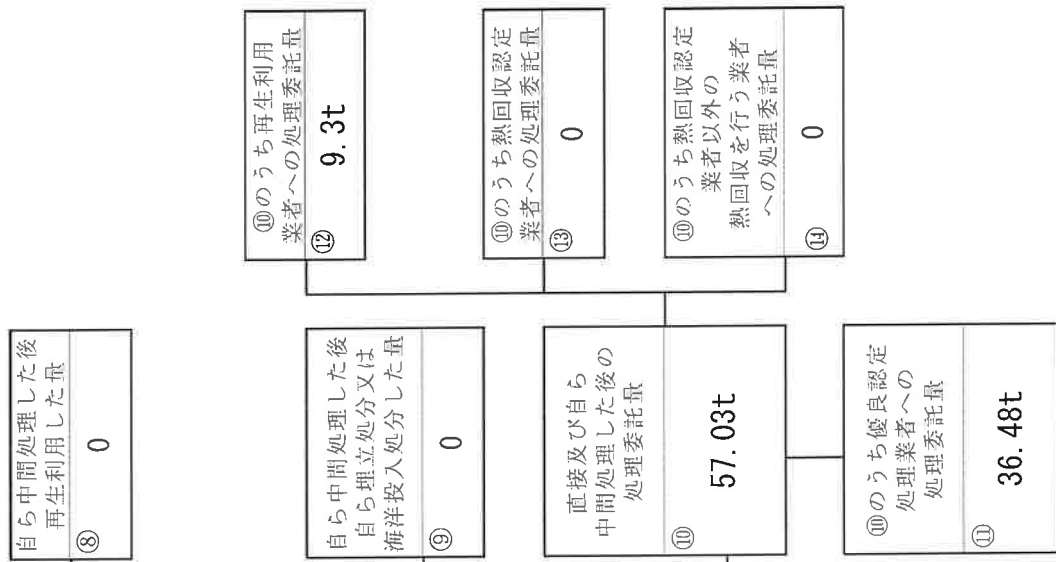 自ら中間処理した後
再生利用した量
⑧
0
自ら中間処理した後
自ら埋立処分又は
海洋投入処分した量
⑨
0
直接及び自ら
中間処理した後の
処理委託量
⑩
57.03t
⑩のうち優良認定
処理業者への
処理委託量
⑪
36.48t
⑩のうち再生利用
業者への処理委託量
⑫
9.3t
⑩のうち熱回収認定
業者への処理委託量
⑬
0
⑩のうち熱回収認定
業者以外の
熱回収を行う業者
への処理委託量
⑭
0